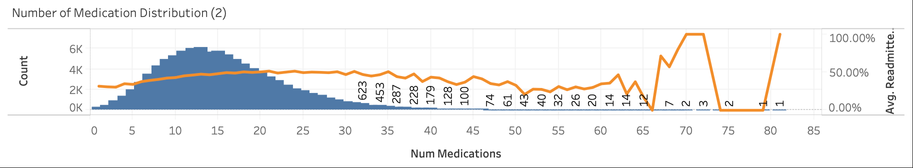 Number of Medication Distribution (2)
Count
6K
4K
2K
0K
623 453 287 228 179 128 100 74 61 43 40 32 26 20 14 14 12 7 2 3 2 1 1
100.00%
50.00%
0.00%
Avg. Readmitte..
0 5 10 15 20 25 30 35 40 45 50 55 60 65 70 75 80 85
Num Medications